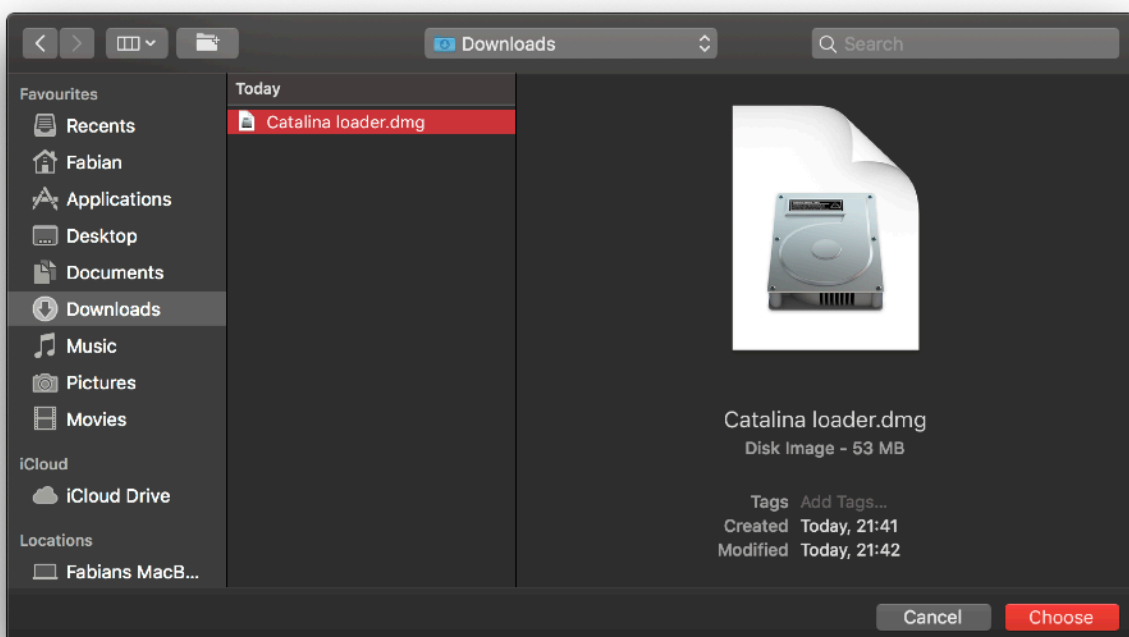 Downloads
Search
Favourites
Recents
Fabian
Applications
Desktop
Documents
Downloads
Music
Pictures
Movies
iCloud
iCloud Drive
Locations
Fabians MacB...
Today
Catalina loader.dmg
Catalina loader.dmg
Disk Image - 53 MB
Tags Add Tags...
Created Today, 21:41
Modified Today, 21:42
Cancel Choose